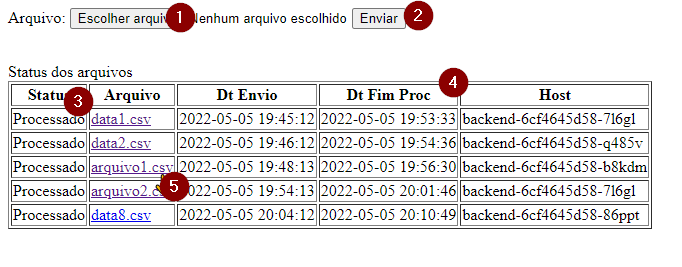 Arquivo: Escolher arquivo 1 Nenhum arquivo escolhido Enviar 2
Status dos arquivos
Status 3 Arquivo Dt Envio Dt Fim Proc 4 Host
Processado data1.csv 2022-05-05 19:45:12 2022-05-05 19:53:33 backend-6cf4645d58-7l6gl
Processado data2.csv 2022-05-05 19:46:12 2022-05-05 19:54:36 backend-6cf4645d58-q485v
Processado arquivo1.csv 2022-05-05 19:48:13 2022-05-05 19:56:30 backend-6cf4645d58-b8kdm
Processado arquivo2.csv 5 2022-05-05 19:54:13 2022-05-05 20:01:46 backend-6cf4645d58-7l6gl
Processado data8.csv 2022-05-05 20:04:12 2022-05-05 20:10:49 backend-6cf4645d58-86ppt